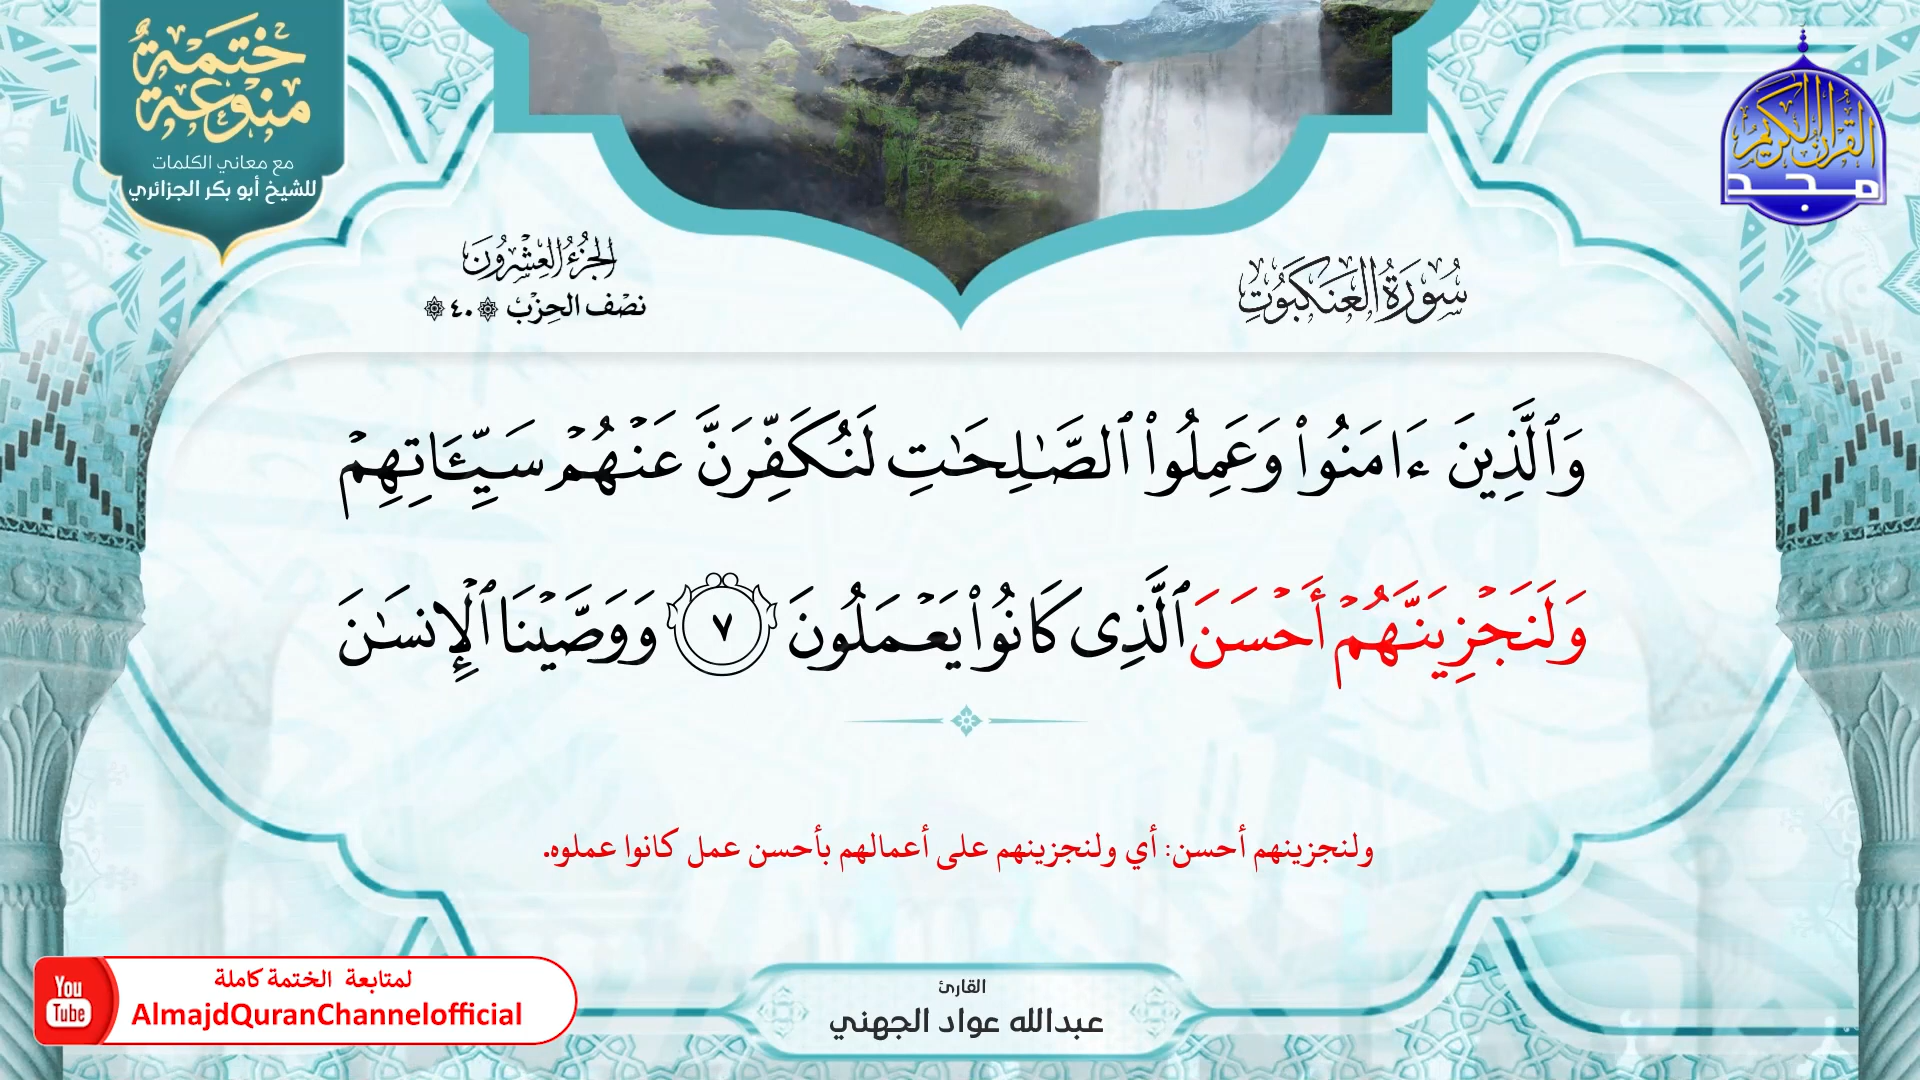 ختمة
منوعة
مع معاني الكلمات
للشيخ أبو بكر الجزائري
القرآن الكريم
مجد
الجزء العشرون
نصف الحزب ۞ ٤٠ ۞
سورة العنكبوت
وَٱلَّذِينَ ءَامَنُوا۟ وَعَمِلُوا۟ ٱلصَّـٰلِحَـٰتِ لَنُكَفِّرَنَّ عَنْهُمْ سَيِّـَٔاتِهِمْ
وَلَنَجْزِيَنَّهُمْ أَحْسَنَ ٱلَّذِى كَانُوا۟ يَعْمَلُونَ ٧ وَوَصَّيْنَا ٱلْإِنسَـٰنَ
ولنجزينهم أحسن: أي ولنجزينهم على أعمالهم بأحسن عمل كانوا عملوه.
You
Tube
لمتابعة الختمة كاملة
AlmajdQuranChannelofficial
القارئ
عبدالله عواد الجهني